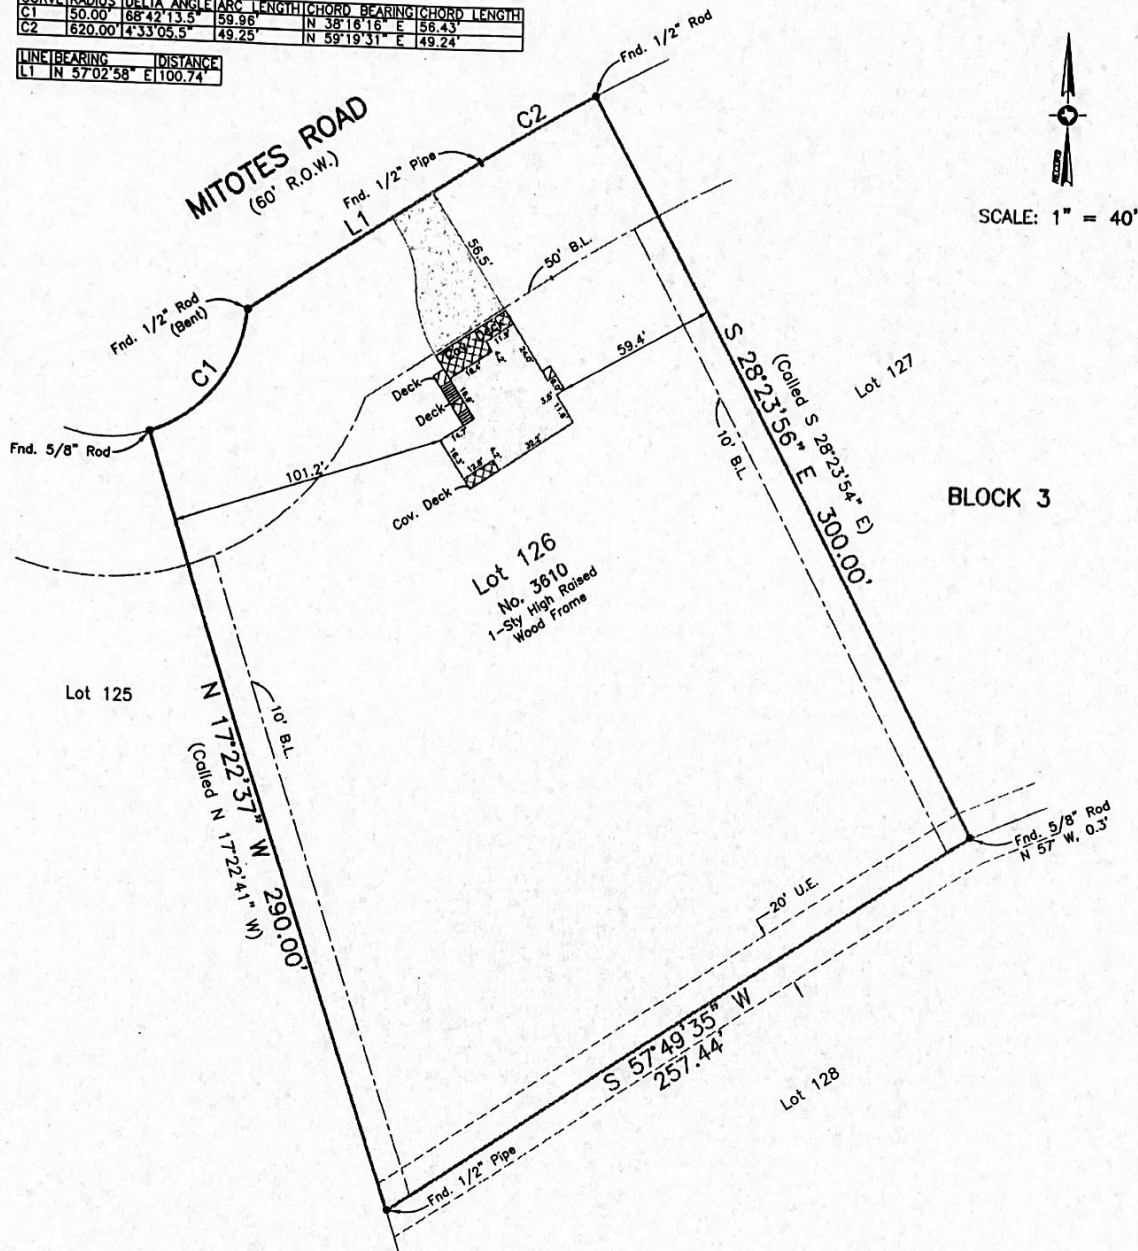 CURVE RADIUS DELTA ANGLE ARC LENGTH CHORD BEARING CHORD LENGTH
C1 50.00' 68°42'13.5" 59.96' N 38°16'16" E 56.43'
C2 620.00' 4°33'05.5" 49.25' N 59°19'31" E 49.24'
LINE BEARING DISTANCE
L1 N 57°02'58" E 100.74'
Fnd. 1/2" Rod
SCALE: 1" = 40'
MITOTES ROAD
(60' R.O.W.)
C2
Fnd. 1/2" Pipe
L1
56.5'
50' B.L.
Fnd. 1/2" Rod
(Bent)
C1
59.4'
Deck
Deck
Fnd. 5/8" Rod
101.2'
Cov. Deck
S 28°23'56" E 300.00'
(Called S 28°23'54" E)
10' B.L.
Lot 127
BLOCK 3
Lot 126
No. 3610
1-Sty High Raised
Wood Frame
Lot 125
10' B.L.
N 17°22'37" W 290.00'
(Called N 17°22'41" W)
Fnd. 5/8" Rod
N 57° W, 0.3'
20' U.E.
S 57°49'35" W
257.44'
Lot 128
Fnd. 1/2" Pipe